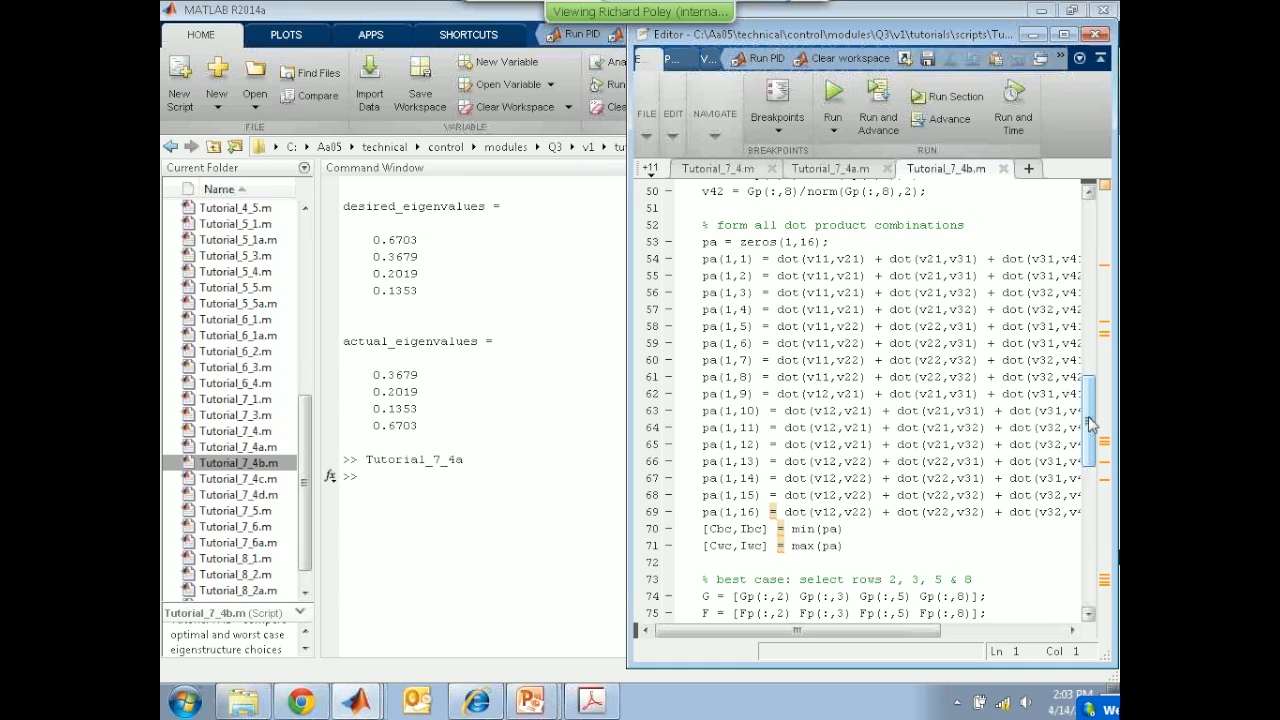 MATLAB R2014a
Viewing Richard Poley (interna...
HOME PLOTS APPS SHORTCUTS Run PID
New Script
New
Open
Find Files
Compare
Import Data
Save Workspace
New Variable
Open Variable
Clear Workspace
Ana
Run
Clea
FILE VARIABLE
C: Aa05 technical control modules Q3 v1 tu
Current Folder
Name
Tutorial_4_5.m
Tutorial_5_1.m
Tutorial_5_1a.m
Tutorial_5_3.m
Tutorial_5_4.m
Tutorial_5_5.m
Tutorial_5_5a.m
Tutorial_6_1.m
Tutorial_6_1a.m
Tutorial_6_2.m
Tutorial_6_3.m
Tutorial_6_4.m
Tutorial_7_1.m
Tutorial_7_3.m
Tutorial_7_4.m
Tutorial_7_4a.m
Tutorial_7_4b.m
Tutorial_7_4c.m
Tutorial_7_4d.m
Tutorial_7_5.m
Tutorial_7_6.m
Tutorial_7_6a.m
Tutorial_8_1.m
Tutorial_8_2.m
Tutorial_8_2a.m
Tutorial_7_4b.m (Script)
optimal and worst case
eigenstructure choices
Command Window
desired_eigenvalues =
0.6703
0.3679
0.2019
0.1353
actual_eigenvalues =
0.3679
0.2019
0.1353
0.6703
>> Tutorial_7_4a
fx >>
Editor - C:\Aa05\technical\control\modules\Q3\v1\tutorials\scripts\Tu...
E... P... V... Run PID Clear workspace
FILE EDIT NAVIGATE
Breakpoints
Run
Run and Advance
Run Section
Advance
Run and Time
BREAKPOINTS RUN
+11 Tutorial_7_4.m Tutorial_7_4a.m Tutorial_7_4b.m
50 – v42 = Gp(:,8)/norm(Gp(:,8),2);
51
52 % form all dot product combinations
53 – pa = zeros(1,16);
54 – pa(1,1) = dot(v11,v21) + dot(v21,v31) + dot(v31,v41
55 – pa(1,2) = dot(v11,v21) + dot(v21,v31) + dot(v31,v42
56 – pa(1,3) = dot(v11,v21) + dot(v21,v32) + dot(v32,v41
57 – pa(1,4) = dot(v11,v21) + dot(v21,v32) + dot(v32,v42
58 – pa(1,5) = dot(v11,v22) + dot(v22,v31) + dot(v31,v41
59 – pa(1,6) = dot(v11,v22) + dot(v22,v31) + dot(v31,v42
60 – pa(1,7) = dot(v11,v22) + dot(v22,v32) + dot(v32,v41
61 – pa(1,8) = dot(v11,v22) + dot(v22,v32) + dot(v32,v42
62 – pa(1,9) = dot(v12,v21) + dot(v21,v31) + dot(v31,v41
63 – pa(1,10) = dot(v12,v21) + dot(v21,v31) + dot(v31,v4
64 – pa(1,11) = dot(v12,v21) + dot(v21,v32) + dot(v32,v4
65 – pa(1,12) = dot(v12,v21) + dot(v21,v32) + dot(v32,v4
66 – pa(1,13) = dot(v12,v22) + dot(v22,v31) + dot(v31,v4
67 – pa(1,14) = dot(v12,v22) + dot(v22,v31) + dot(v31,v4
68 – pa(1,15) = dot(v12,v22) + dot(v22,v32) + dot(v32,v4
69 – pa(1,16) = dot(v12,v22) + dot(v22,v32) + dot(v32,v4
70 – [Cbc,Ibc] = min(pa)
71 – [Cwc,Iwc] = max(pa)
72
73 % best case: select rows 2, 3, 5 & 8
74 – G = [Gp(:,2) Gp(:,3) Gp(:,5) Gp(:,8)];
75 – F = [Fp(:,2) Fp(:,3) Fp(:,5) Fp(:,8)];
Ln 1 Col 1
2:03 PM
4/14/
We